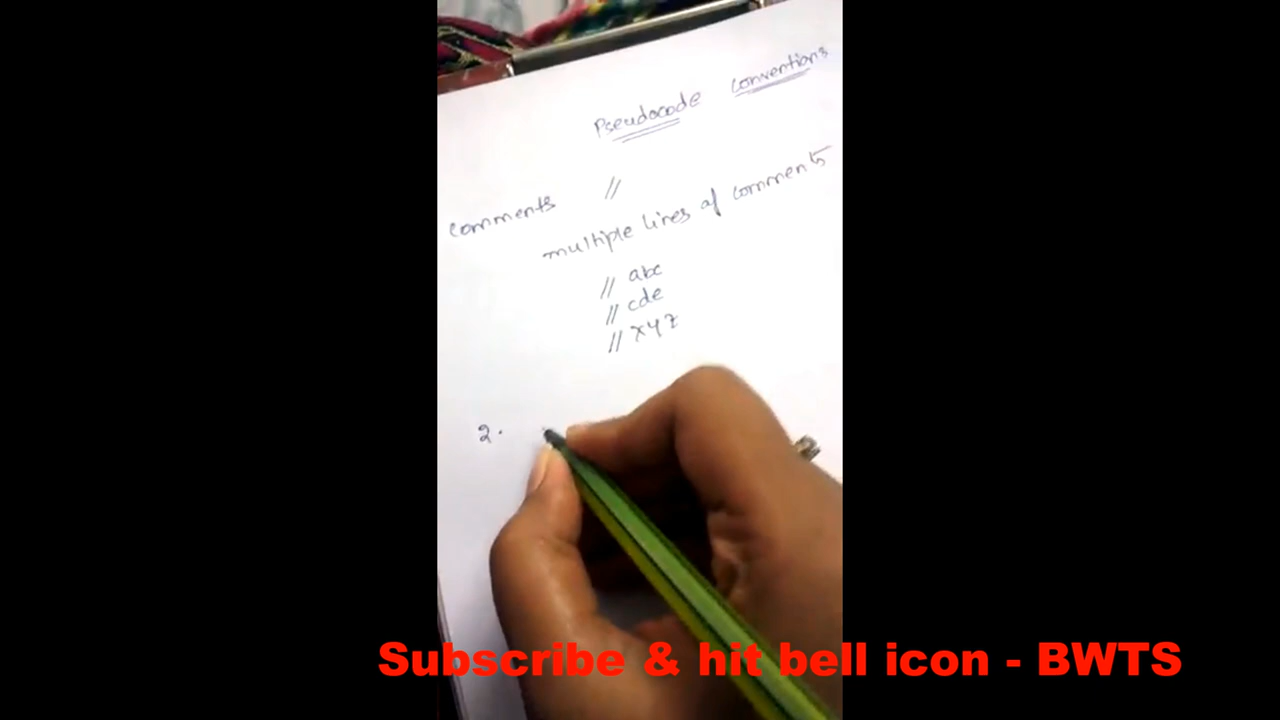 Pseudocode Conventions
comments //
multiple lines of comments
// abc
// cde
// xyz
2.
Subscribe & hit bell icon - BWTS